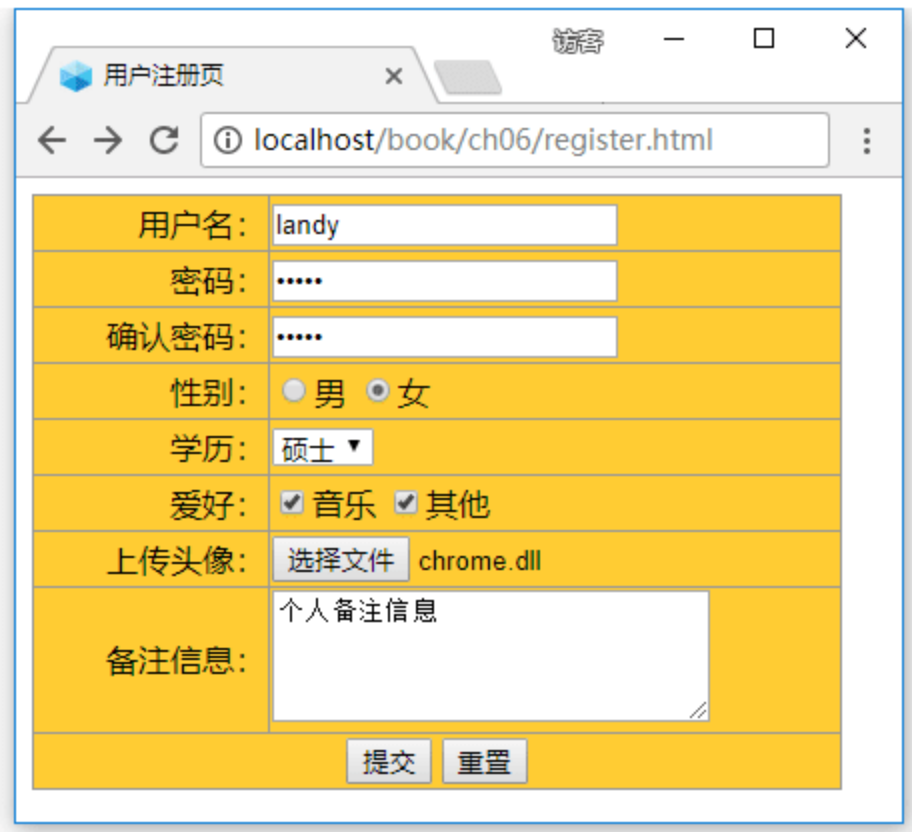 访客
用户注册页
localhost/book/ch06/register.html
用户名： landy
密码： •••••
确认密码： •••••
性别： 男 女
学历： 硕士
爱好： 音乐 其他
上传头像： 选择文件 chrome.dll
个人备注信息
备注信息：
提交 重置